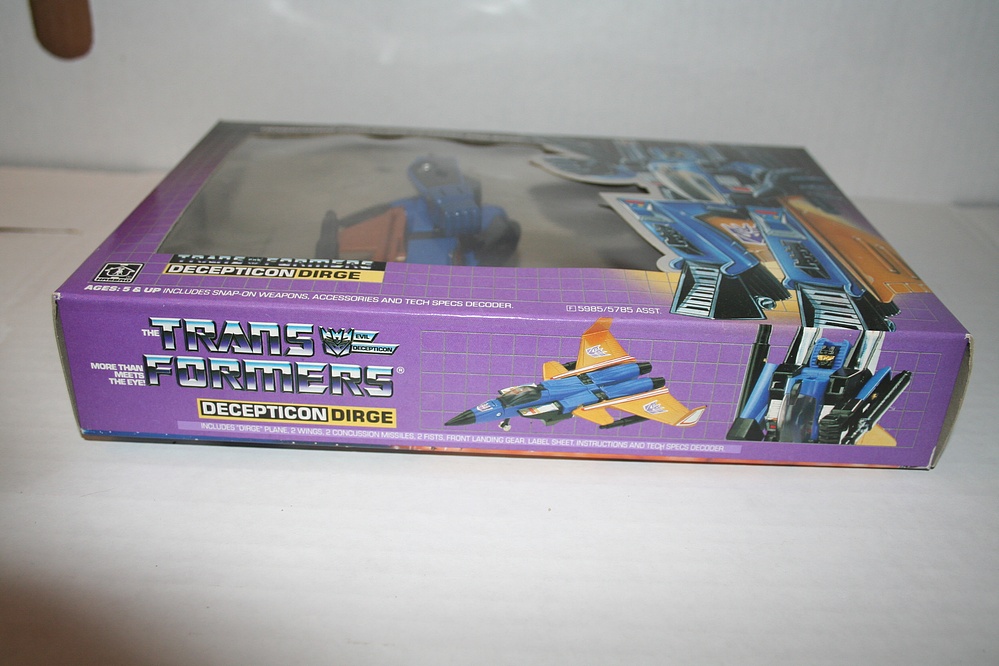 TRANSFORMERS
DECEPTICON DIRGE
AGES: 5 & UP INCLUDES SNAP-ON WEAPONS, ACCESSORIES AND TECH SPECS DECODER.
5985/5785 ASST.
THE TRANS
FORMERS®
EVIL
DECEPTICON
MORE THAN
MEETS
THE EYE!
DECEPTICON DIRGE
INCLUDES "DIRGE" PLANE, 2 WINGS, 2 CONCUSSION MISSILES, 2 FISTS, FRONT LANDING GEAR, LABEL SHEET, INSTRUCTIONS AND TECH SPECS DECODER